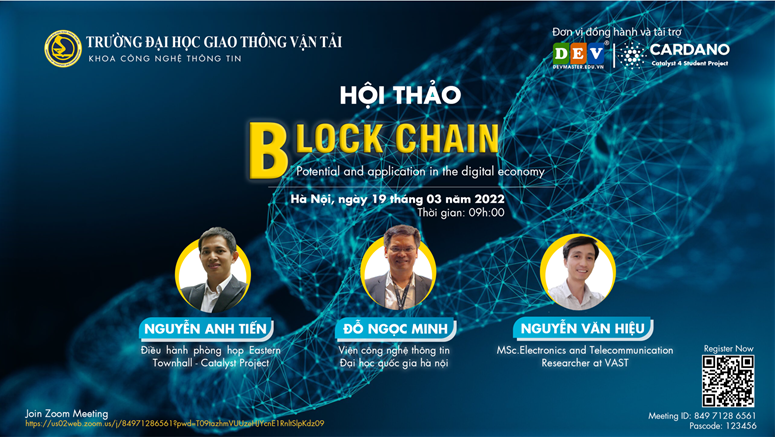 TRƯỜNG ĐẠI HỌC GIAO THÔNG VẬN TẢI
KHOA CÔNG NGHỆ THÔNG TIN
Đơn vị đồng hành và tài trợ
DEV
DEVMASTER.EDU.VN
CARDANO
Catalyst 4 Student Project
HỘI THẢO
BLOCK CHAIN
Potential and application in the digital economy
Hà Nội, ngày 19 tháng 03 năm 2022
Thời gian: 09h:00
NGUYỄN ANH TIẾN
Điều hành phòng họp Eastern
Townhall - Catalyst Project
ĐỖ NGỌC MINH
Viện công nghệ thông tin
Đại học quốc gia hà nội
NGUYỄN VĂN HIỆU
MSc.Electronics and Telecommunication
Researcher at VAST
Register Now
Join Zoom Meeting
Meeting ID: 849 7128 6561
Pascode: 123456